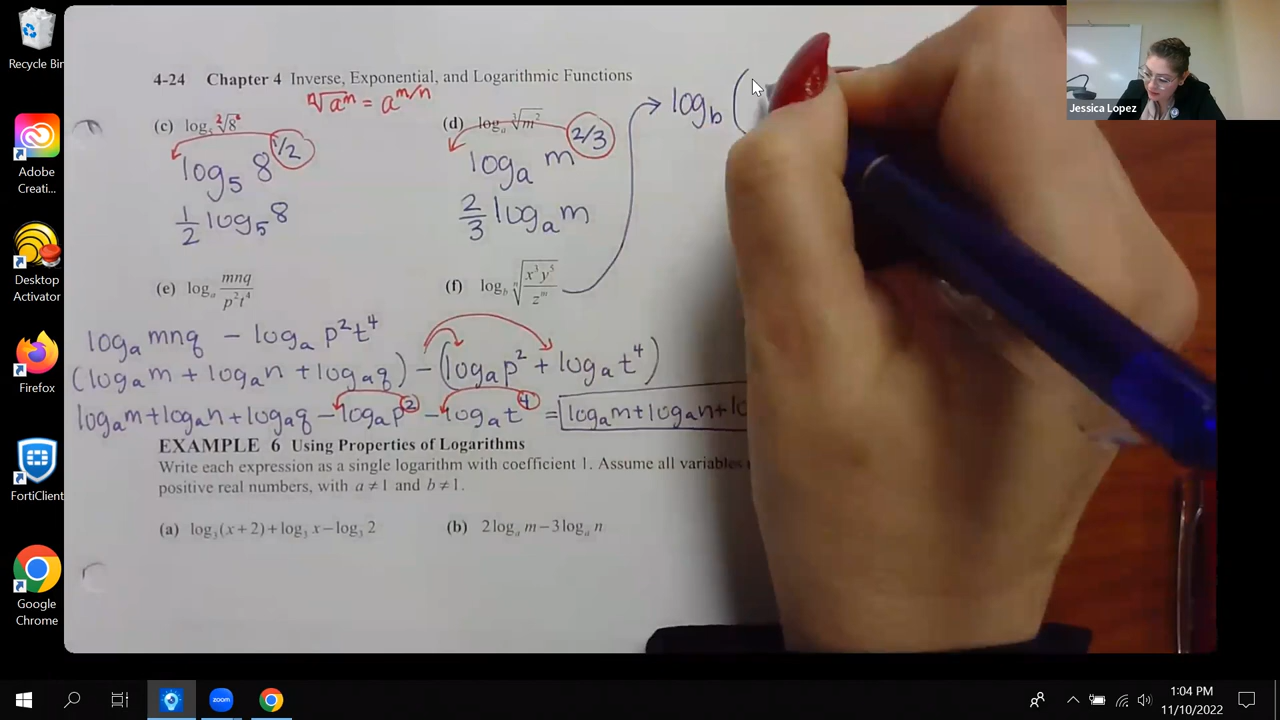 Recycle Bin
Adobe
Creati...
Desktop
Activator
Firefox
FortiClient
Google
Chrome
4-24 Chapter 4 Inverse, Exponential, and Logarithmic Functions
ⁿ√aᵐ = a^(m/n)
(c) log₅ ²√8¹
log₅ 8^(1/2)
1/2 log₅ 8
(d) logₐ ³√m²
logₐ m^(2/3)
2/3 logₐ m
(e) logₐ mnq/p²t⁴
(f) log_b ⁿ√(x³y⁵/zᵐ)
→ log_b (
logₐ mnq − logₐ p²t⁴
(logₐ m + logₐ n + logₐ q) − (logₐ p² + logₐ t⁴)
logₐ m + logₐ n + logₐ q − logₐ p² − logₐ t⁴ = logₐ m + logₐ n + lo
EXAMPLE 6 Using Properties of Logarithms
Write each expression as a single logarithm with coefficient 1. Assume all variables
positive real numbers, with a ≠ 1 and b ≠ 1.
(a) log₃(x + 2) + log₃ x − log₃ 2
(b) 2 logₐ m − 3 logₐ n
Jessica Lopez
zoom
1:04 PM
11/10/2022